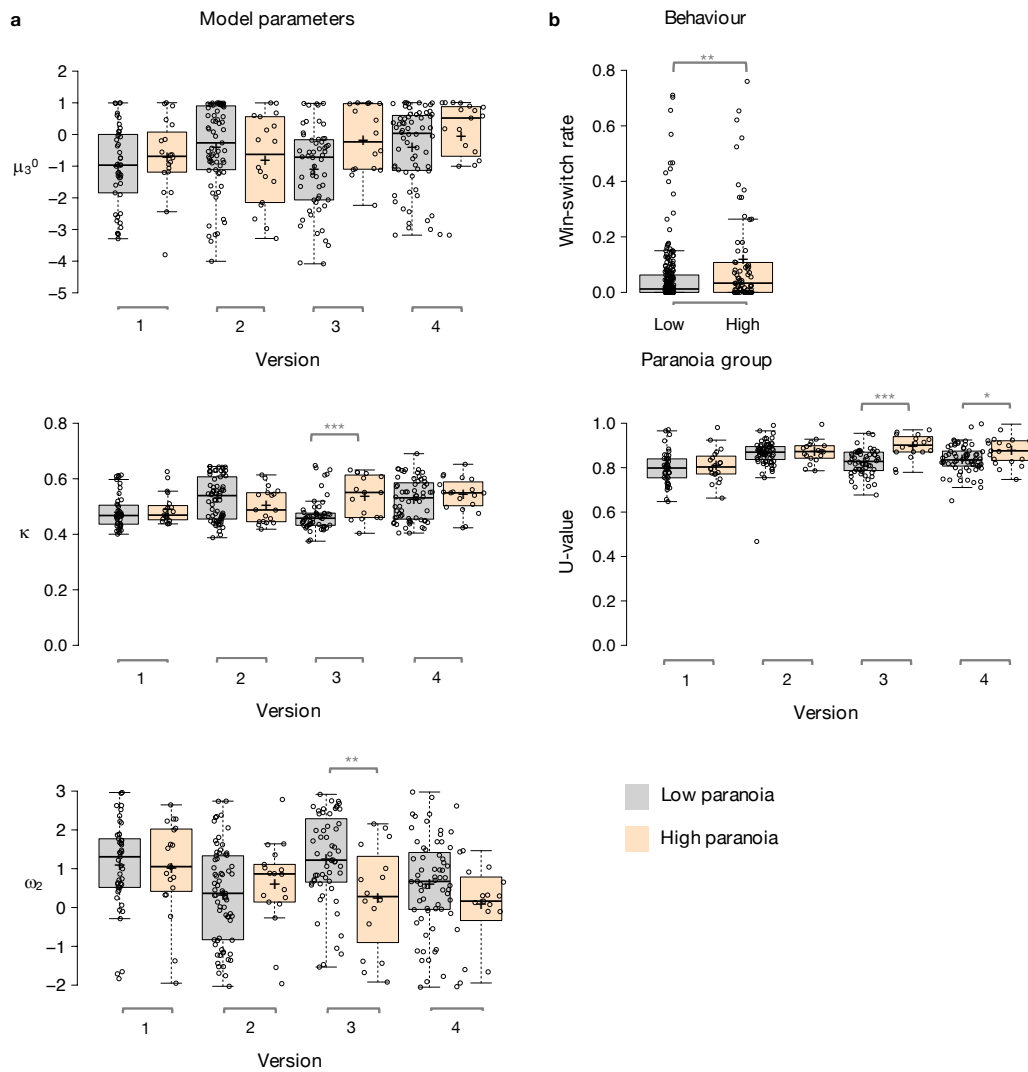 a
Model parameters
2
1
0
−1
−2
−3
−4
−5
μ₃⁰
1 2 3 4
Version
0.8
0.6
0.4
0.2
0.0
κ
***
1 2 3 4
Version
3
2
1
0
−1
−2
ω₂
**
1 2 3 4
Version
b
Behaviour
0.8
0.6
0.4
0.2
0.0
Win-switch rate
**
Low High
Paranoia group
1.0
0.8
0.6
0.4
0.2
0.0
U-value
*** *
1 2 3 4
Version
Low paranoia
High paranoia